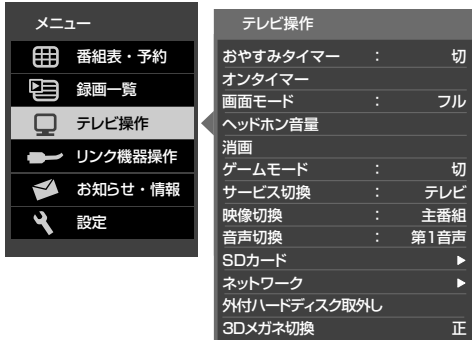 メニュー
番組表・予約
録画一覧
テレビ操作
リンク機器操作
お知らせ・情報
設定
テレビ操作
おやすみタイマー : 切
オンタイマー
画面モード : フル
ヘッドホン音量
消画
ゲームモード : 切
サービス切換 : テレビ
映像切換 : 主番組
音声切換 : 第1音声
SDカード ▶
ネットワーク ▶
外付ハードディスク取外し
3Dメガネ切換 正